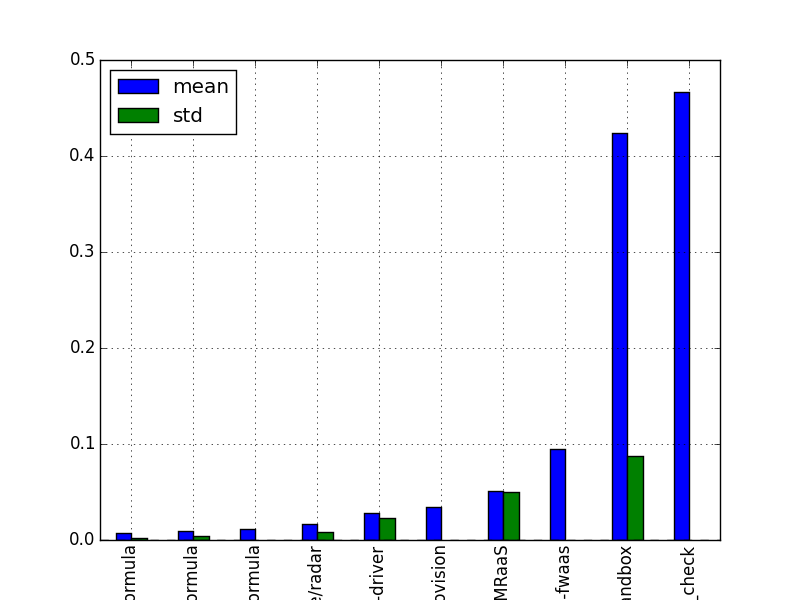 mean
std
0.5
0.4
0.3
0.2
0.1
0.0
ormula
ormula
ormula
e/radar
-driver
ovision
MRaaS
-fwaas
andbox
_check